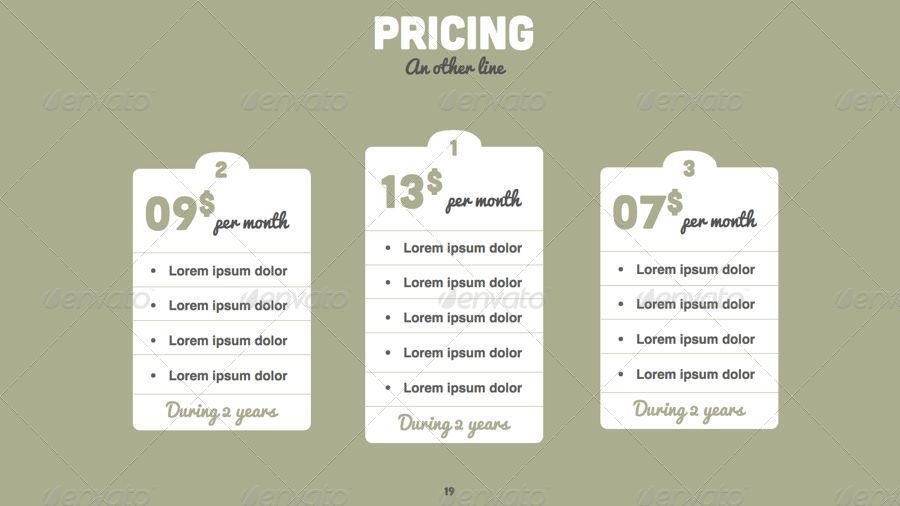 PRICING
An other line
2
09$ per month
• Lorem ipsum dolor
• Lorem ipsum dolor
• Lorem ipsum dolor
• Lorem ipsum dolor
During 2 years
1
13$ per month
• Lorem ipsum dolor
• Lorem ipsum dolor
• Lorem ipsum dolor
• Lorem ipsum dolor
• Lorem ipsum dolor
During 2 years
3
07$ per month
• Lorem ipsum dolor
• Lorem ipsum dolor
• Lorem ipsum dolor
• Lorem ipsum dolor
During 2 years
19
envato